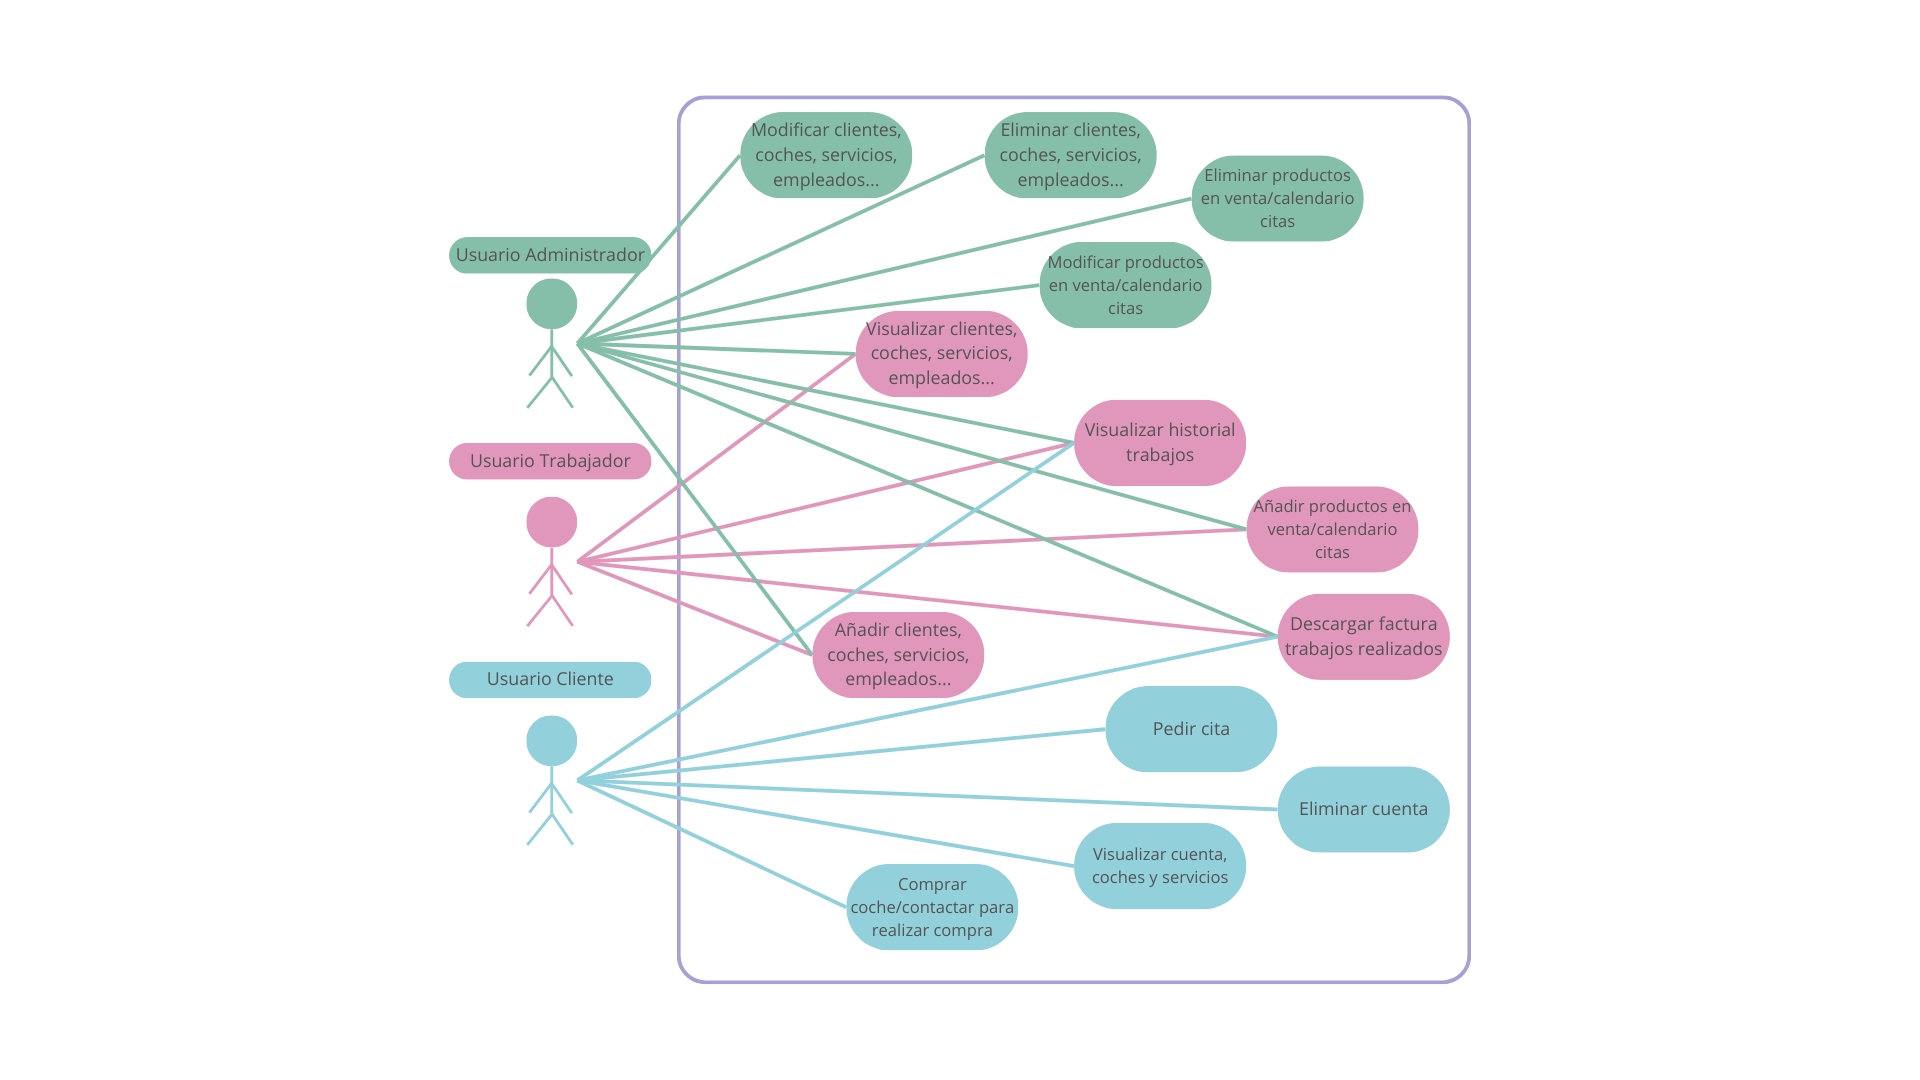 Modificar clientes,
coches, servicios,
empleados...
Eliminar clientes,
coches, servicios,
empleados...
Eliminar productos
en venta/calendario
citas
Usuario Administrador
Modificar productos
en venta/calendario
citas
Visualizar clientes,
coches, servicios,
empleados...
Visualizar historial
trabajos
Usuario Trabajador
Añadir productos en
venta/calendario
citas
Descargar factura
trabajos realizados
Añadir clientes,
coches, servicios,
empleados...
Usuario Cliente
Pedir cita
Eliminar cuenta
Visualizar cuenta,
coches y servicios
Comprar
coche/contactar para
realizar compra